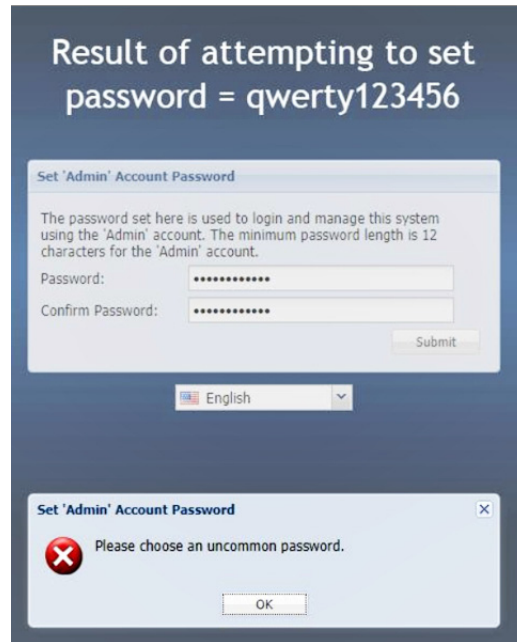 Result of attempting to set
password = qwerty123456
Set 'Admin' Account Password
The password set here is used to login and manage this system
using the 'Admin' account. The minimum password length is 12
characters for the 'Admin' account.
Password: ••••••••••••
Confirm Password: ••••••••••••
Submit
English
Set 'Admin' Account Password
Please choose an uncommon password.
OK